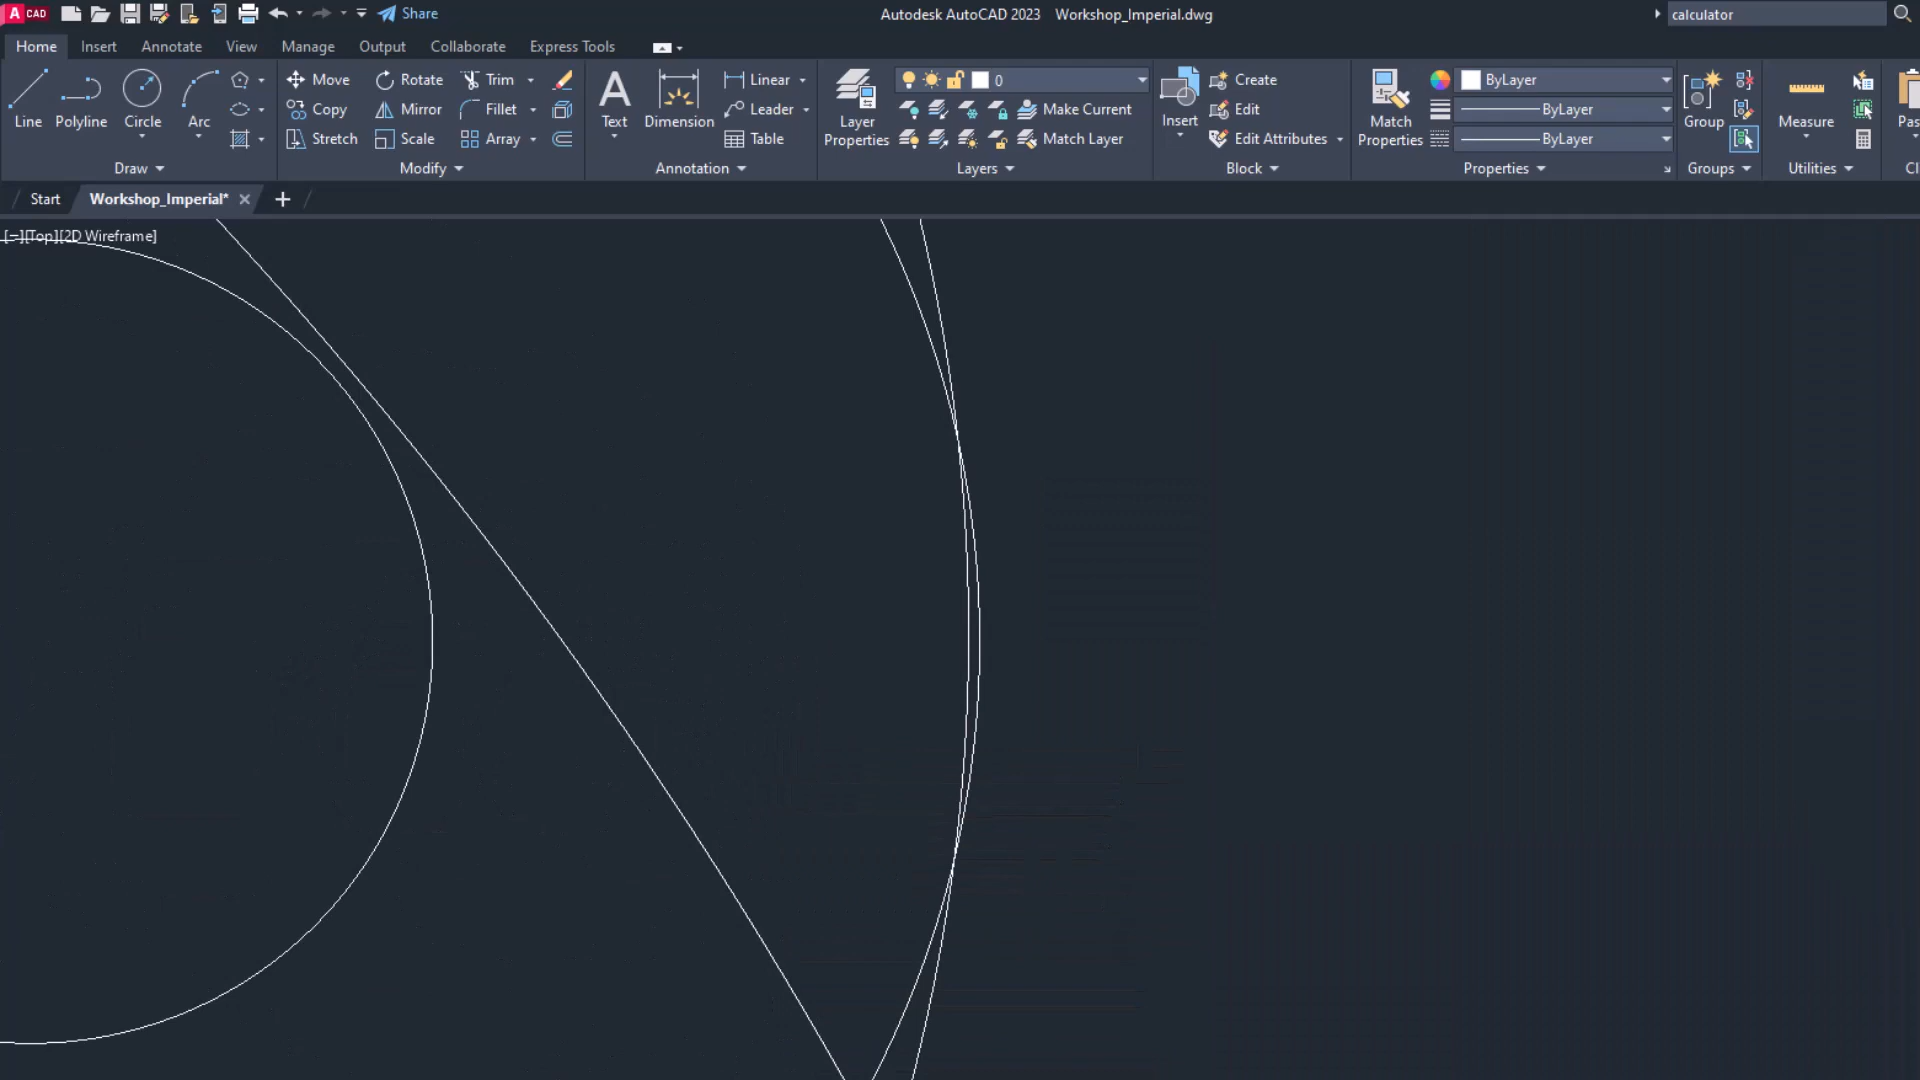 A CAD Share Autodesk AutoCAD 2023 Workshop_Imperial.dwg calculator
Home Insert Annotate View Manage Output Collaborate Express Tools
Line Polyline Circle Arc
Move Rotate Trim
Copy Mirror Fillet
Stretch Scale Array
Text Dimension
Linear
Leader
Table
Layer Properties
0
Make Current
Match Layer
Insert
Create
Edit
Edit Attributes
Match Properties
ByLayer
ByLayer
ByLayer
Group
Measure
Draw Modify Annotation Layers Block Properties Groups Utilities
Start Workshop_Imperial*
[−][Top][2D Wireframe]